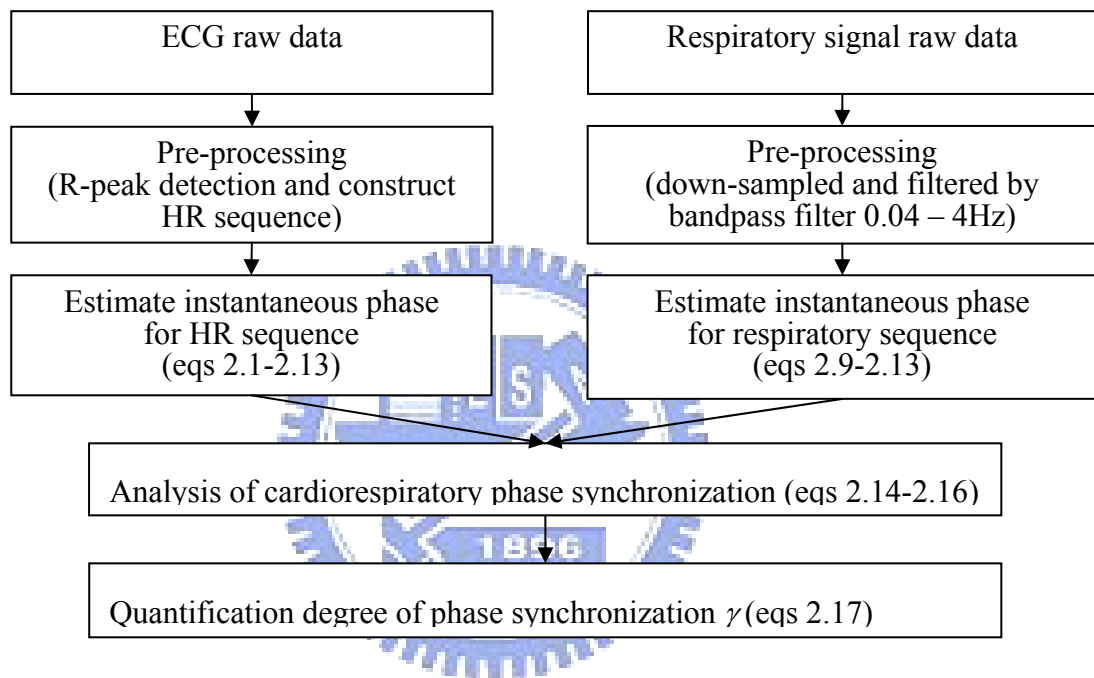 ECG raw data
Respiratory signal raw data
Pre-processing
(R-peak detection and construct
HR sequence)
Pre-processing
(down-sampled and filtered by
bandpass filter 0.04 – 4Hz)
Estimate instantaneous phase
for HR sequence
(eqs 2.1-2.13)
Estimate instantaneous phase
for respiratory sequence
(eqs 2.9-2.13)
S
Analysis of cardiorespiratory phase synchronization (eqs 2.14-2.16)
1896
Quantification degree of phase synchronization γ (eqs 2.17)